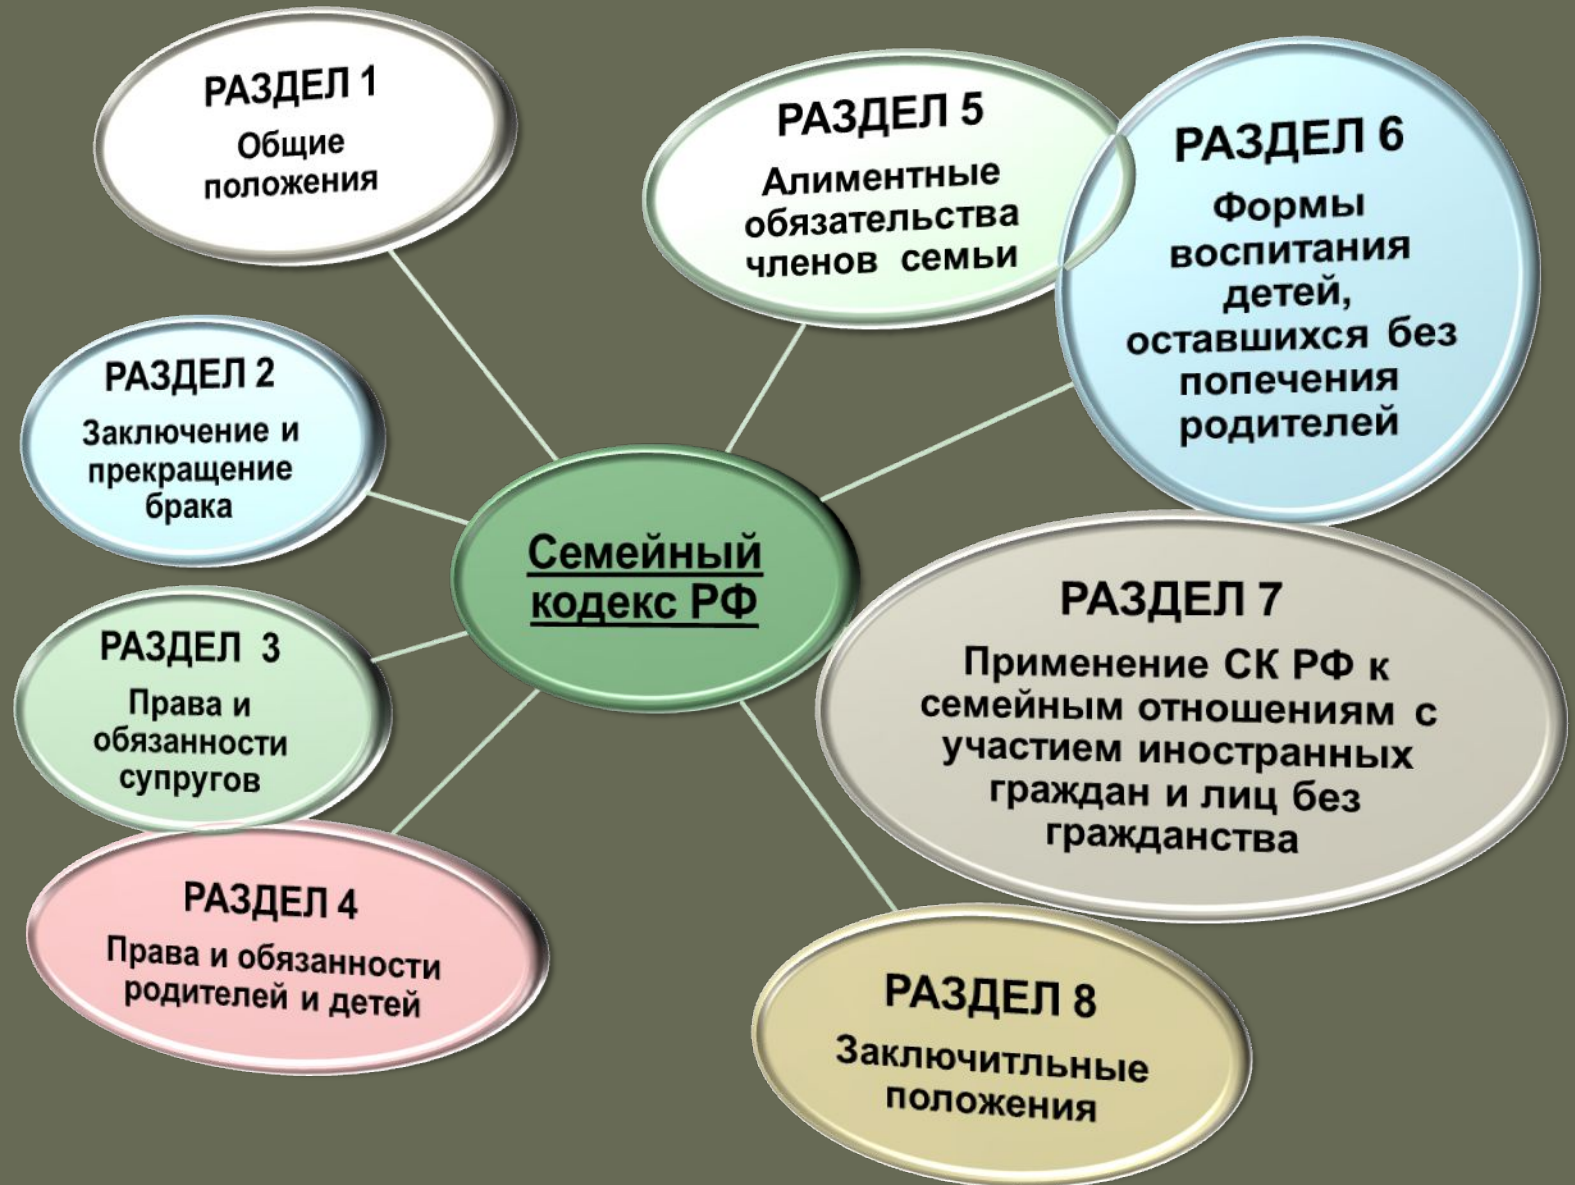 РАЗДЕЛ 1
Общие
положения
РАЗДЕЛ 2
Заключение и
прекращение
брака
РАЗДЕЛ 3
Права и
обязанности
супругов
РАЗДЕЛ 4
Права и обязанности
родителей и детей
Семейный
кодекс РФ
РАЗДЕЛ 5
Алиментные
обязательства
членов семьи
РАЗДЕЛ 6
Формы
воспитания
детей,
оставшихся без
попечения
родителей
РАЗДЕЛ 7
Применение СК РФ к
семейным отношениям с
участием иностранных
граждан и лиц без
гражданства
РАЗДЕЛ 8
Заключитльные
положения